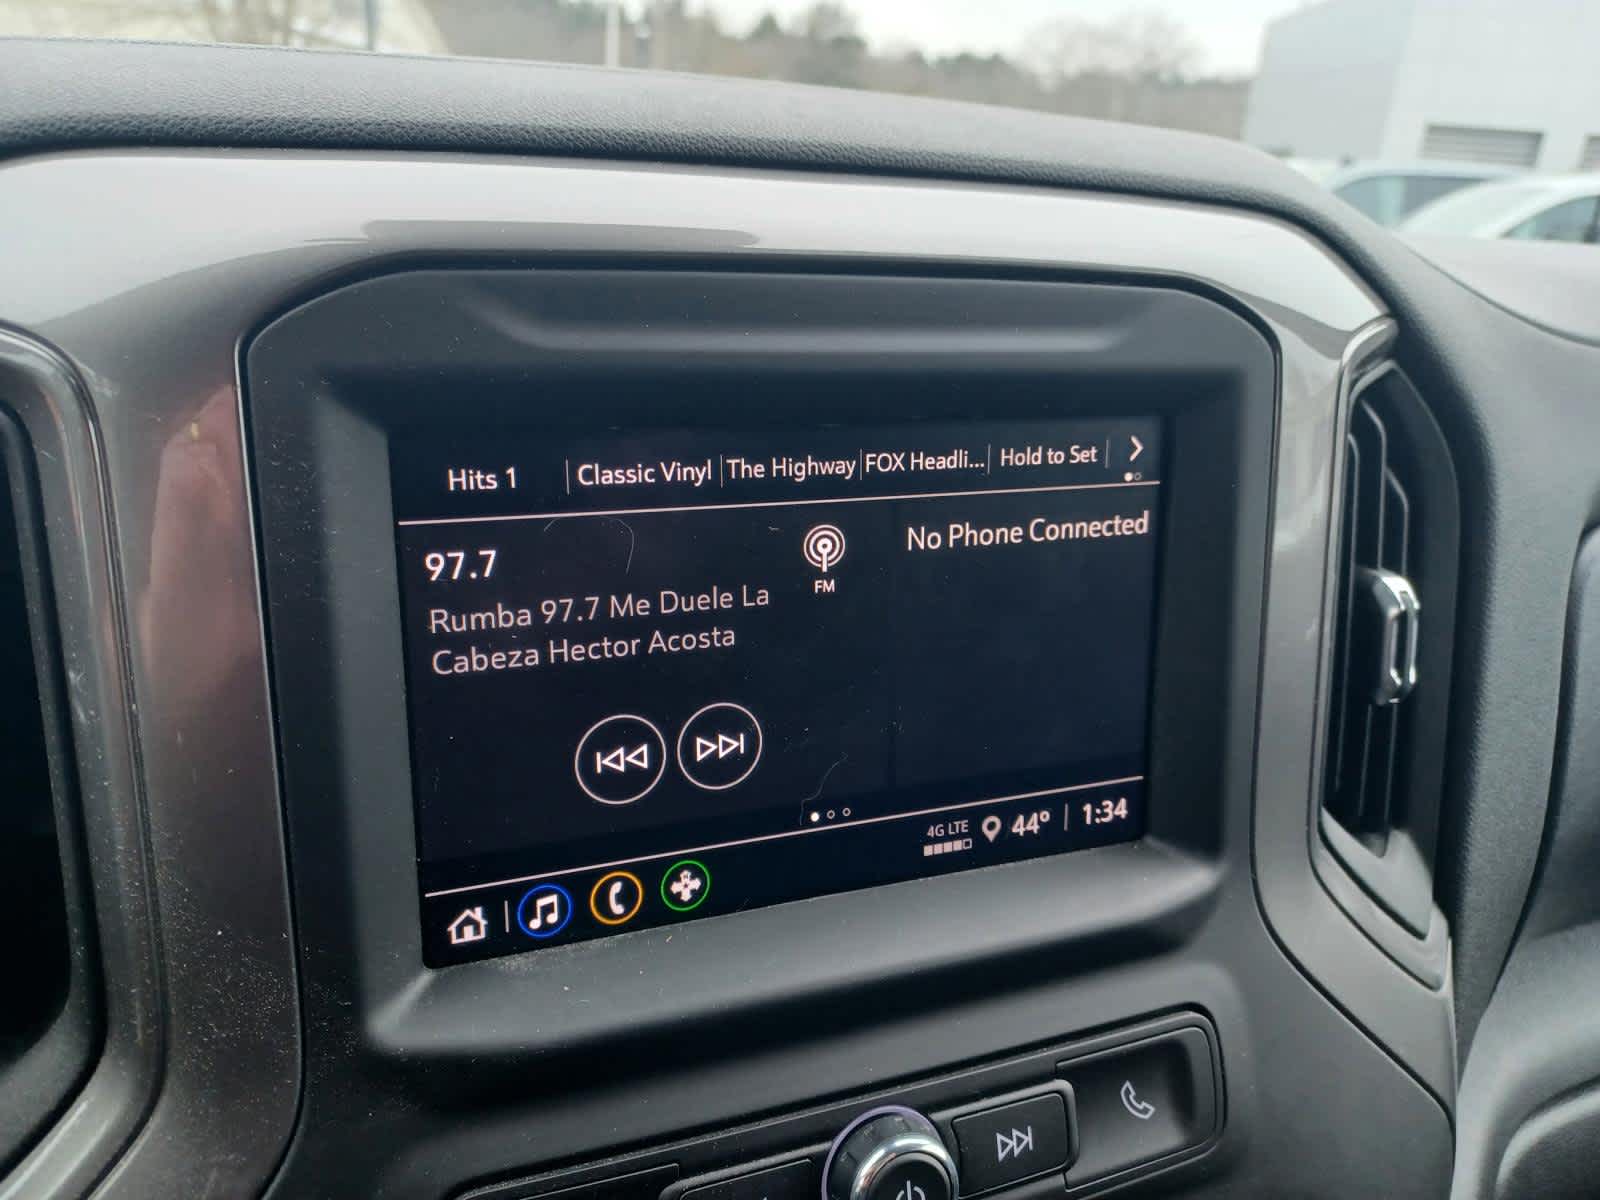 Hits 1 Classic Vinyl The Highway FOX Headli... Hold to Set
97.7
FM
No Phone Connected
Rumba 97.7 Me Duele La
Cabeza Hector Acosta
4G LTE 44° 1:34